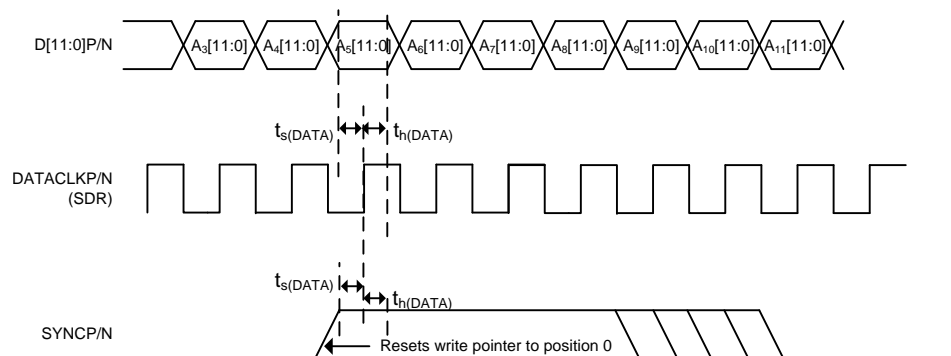 D[11:0]P/N
A3[11:0] A4[11:0] A5[11:0] A6[11:0] A7[11:0] A8[11:0] A9[11:0] A10[11:0] A11[11:0]
ts(DATA) th(DATA)
DATACLKP/N
(SDR)
ts(DATA)
th(DATA)
SYNCP/N
Resets write pointer to position 0